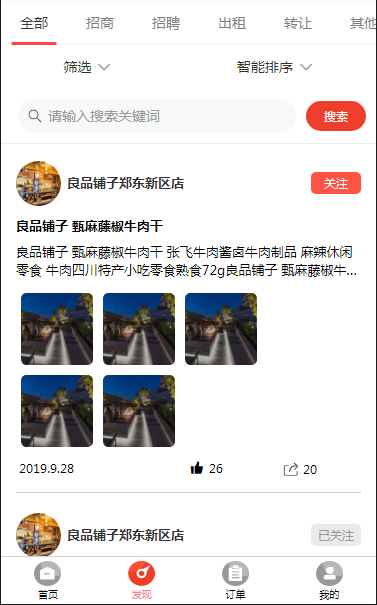 全部 招商 招聘 出租 转让 其他
筛选 智能排序
请输入搜索关键词 搜索
良品铺子郑东新区店 关注
良品铺子 甄麻藤椒牛肉干
良品铺子 甄麻藤椒牛肉干 张飞牛肉酱卤牛肉制品 麻辣休闲
零食 牛肉四川特产小吃零食熟食72g良品铺子 甄麻藤椒牛...
2019.9.28 26 20
良品铺子郑东新区店 已关注
首页 发现 订单 我的